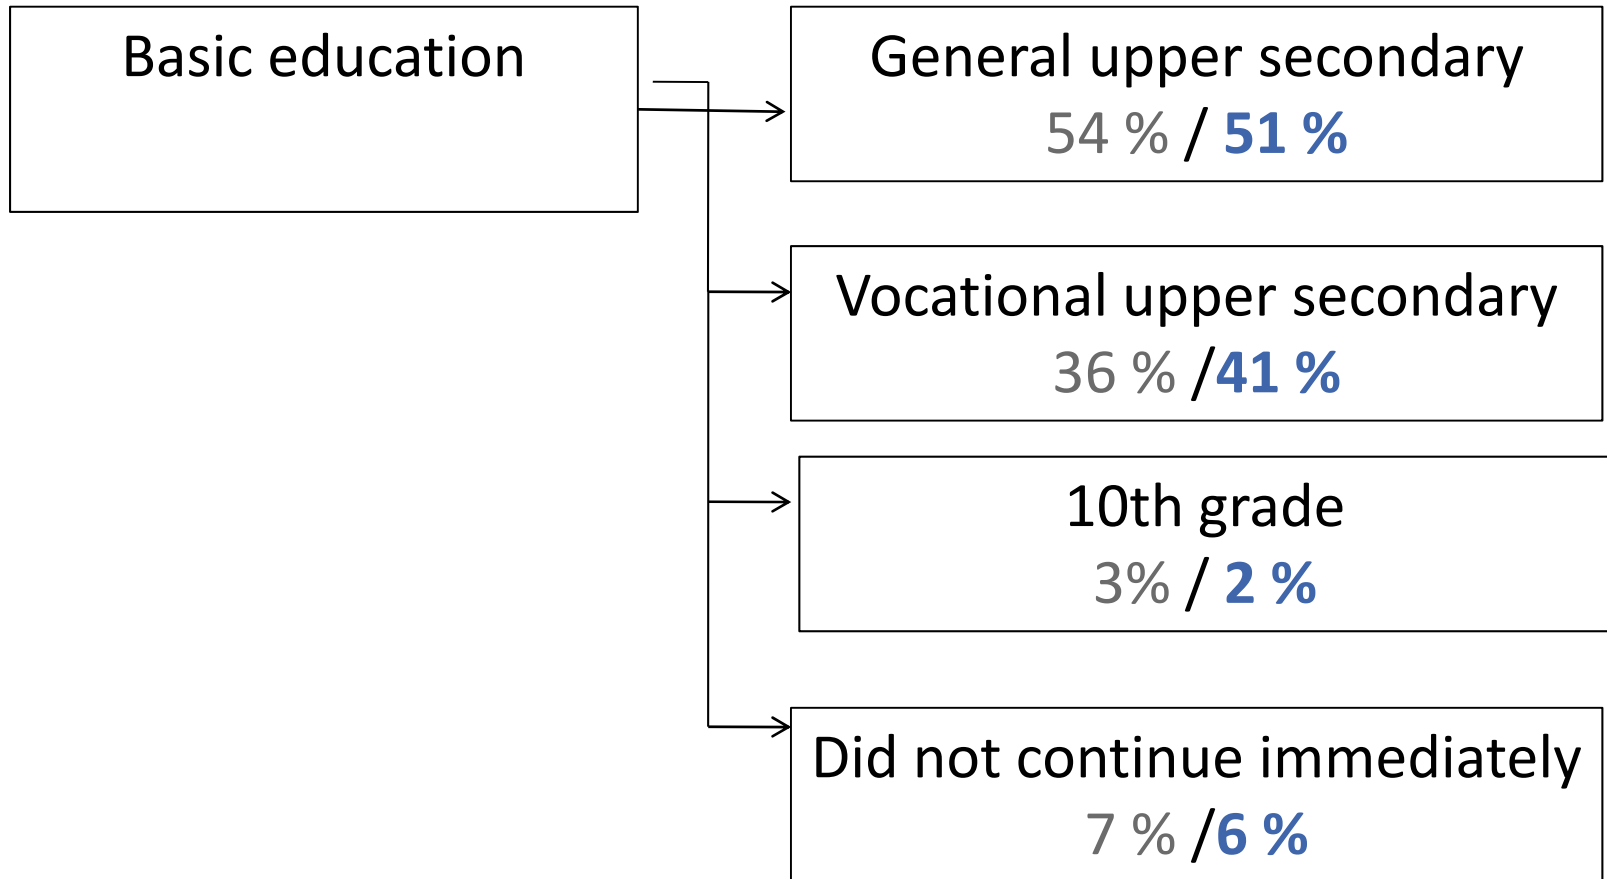 Basic education
General upper secondary
54 % / 51 %
Vocational upper secondary
36 % /41 %
10th grade
3% / 2 %
Did not continue immediately
7 % /6 %